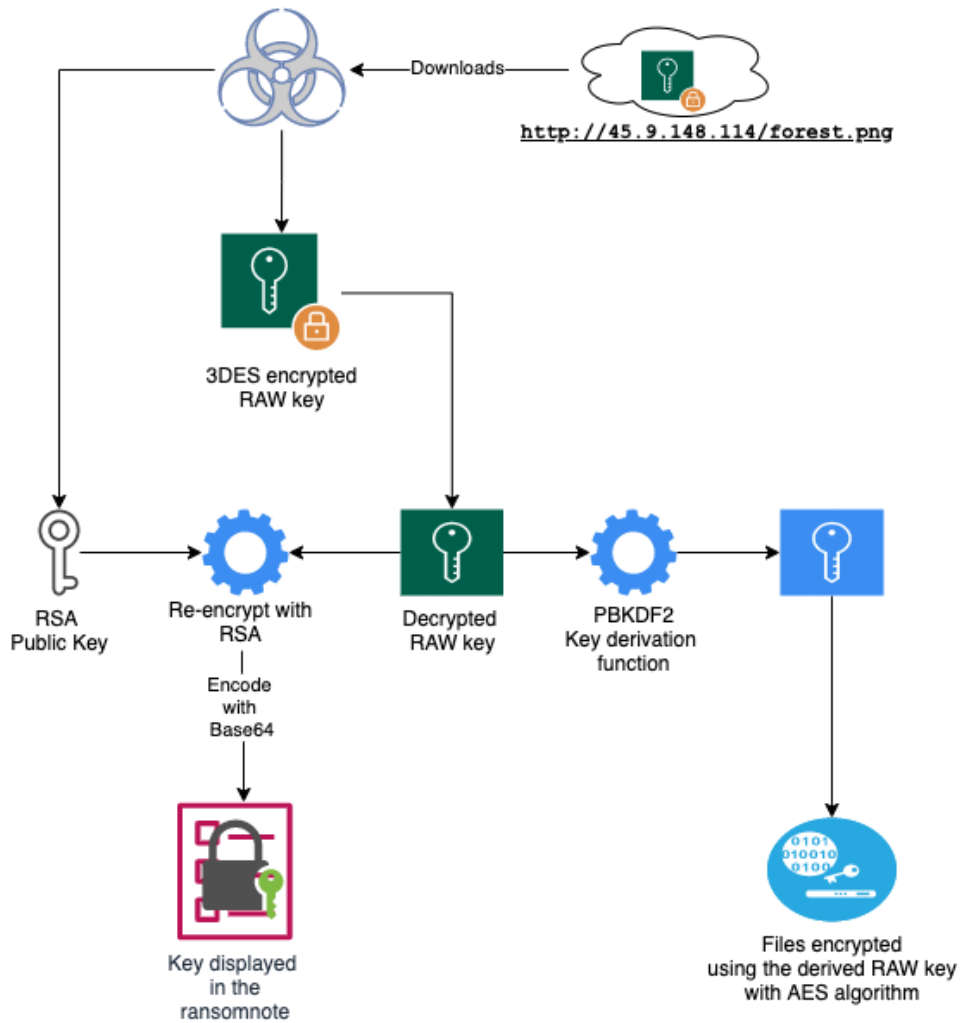 Downloads
http://45.9.148.114/forest.png
3DES encrypted
RAW key
RSA
Public Key
Re-encrypt with
RSA
Decrypted
RAW key
PBKDF2
Key derivation
function
Encode
with
Base64
0101
010010
0100
Key displayed
in the
ransomnote
Files encrypted
using the derived RAW key
with AES algorithm